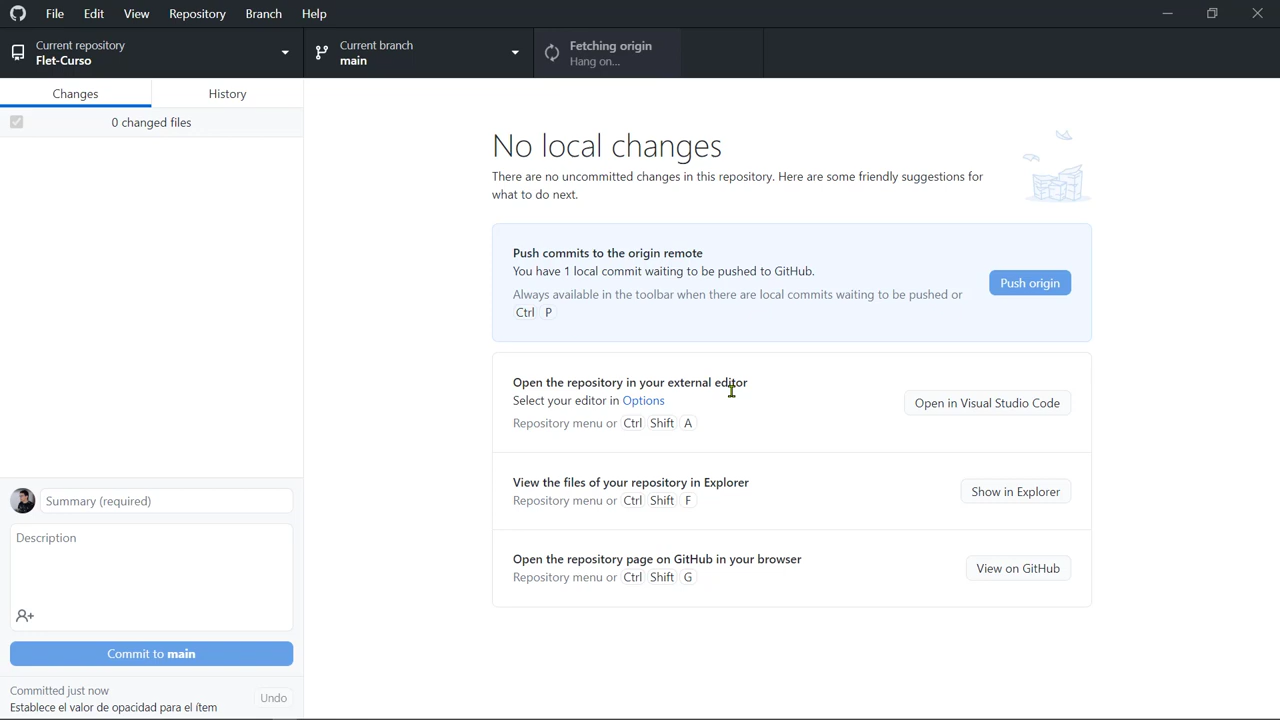 File Edit View Repository Branch Help
Current repository
Flet-Curso
Current branch
main
Fetching origin
Hang on...
Changes
History
0 changed files
No local changes
There are no uncommitted changes in this repository. Here are some friendly suggestions for
what to do next.
Push commits to the origin remote
You have 1 local commit waiting to be pushed to GitHub.
Always available in the toolbar when there are local commits waiting to be pushed or
Ctrl P
Push origin
Open the repository in your external editor
Select your editor in Options
Repository menu or Ctrl Shift A
Open in Visual Studio Code
View the files of your repository in Explorer
Repository menu or Ctrl Shift F
Show in Explorer
Open the repository page on GitHub in your browser
Repository menu or Ctrl Shift G
View on GitHub
Summary (required)
Description
Commit to main
Committed just now
Establece el valor de opacidad para el ítem
Undo